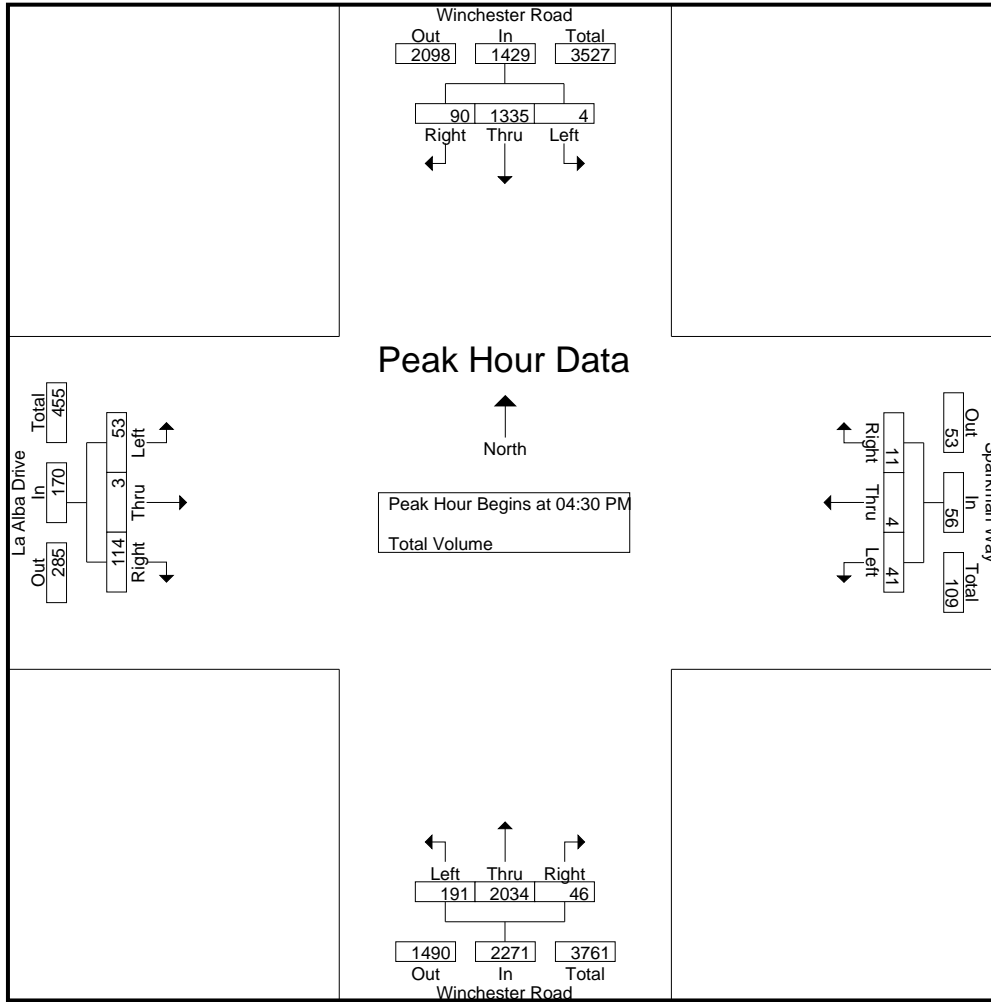 Winchester Road
Out In Total
2098 1429 3527
90 1335 4
Right Thru Left
Peak Hour Data
North
Peak Hour Begins at 04:30 PM
Total Volume
La Alba Drive
Out In Total
285 170 455
114 3 53
Right Thru Left
Sparkman Way
Out In Total
53 56 109
11 4 41
Right Thru Left
Left Thru Right
191 2034 46
1490 2271 3761
Out In Total
Winchester Road